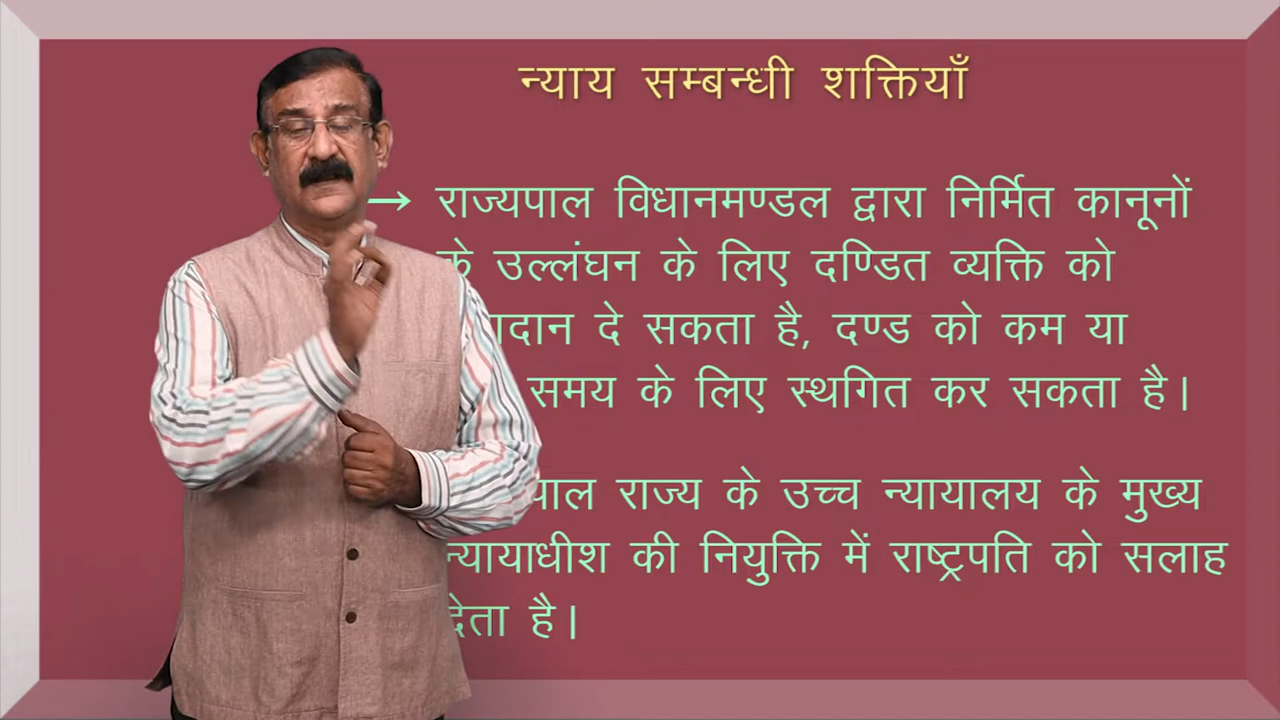 न्याय सम्बन्धी शक्तियाँ
→ राज्यपाल विधानमण्डल द्वारा निर्मित कानूनों
के उल्लंघन के लिए दण्डित व्यक्ति को
दे सकता है, दण्ड को कम या
समय के लिए स्थगित कर सकता है।
राज्य के उच्च न्यायालय के मुख्य
न्यायाधीश की नियुक्ति में राष्ट्रपति को सलाह
देता है।